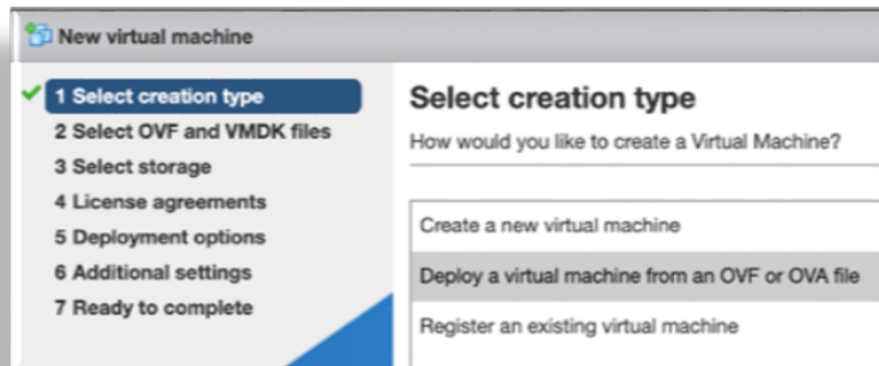 New virtual machine
1 Select creation type
2 Select OVF and VMDK files
3 Select storage
4 License agreements
5 Deployment options
6 Additional settings
7 Ready to complete
Select creation type
How would you like to create a Virtual Machine?
Create a new virtual machine
Deploy a virtual machine from an OVF or OVA file
Register an existing virtual machine